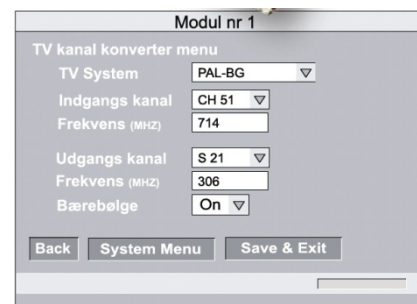 Modul nr 1
TV kanal konverter menu
TV System PAL-BG
Indgangs kanal CH 51
Frekvens (MHZ) 714
Udgangs kanal S 21
Frekvens (MHZ) 306
Bærebølge On
Back System Menu Save & Exit